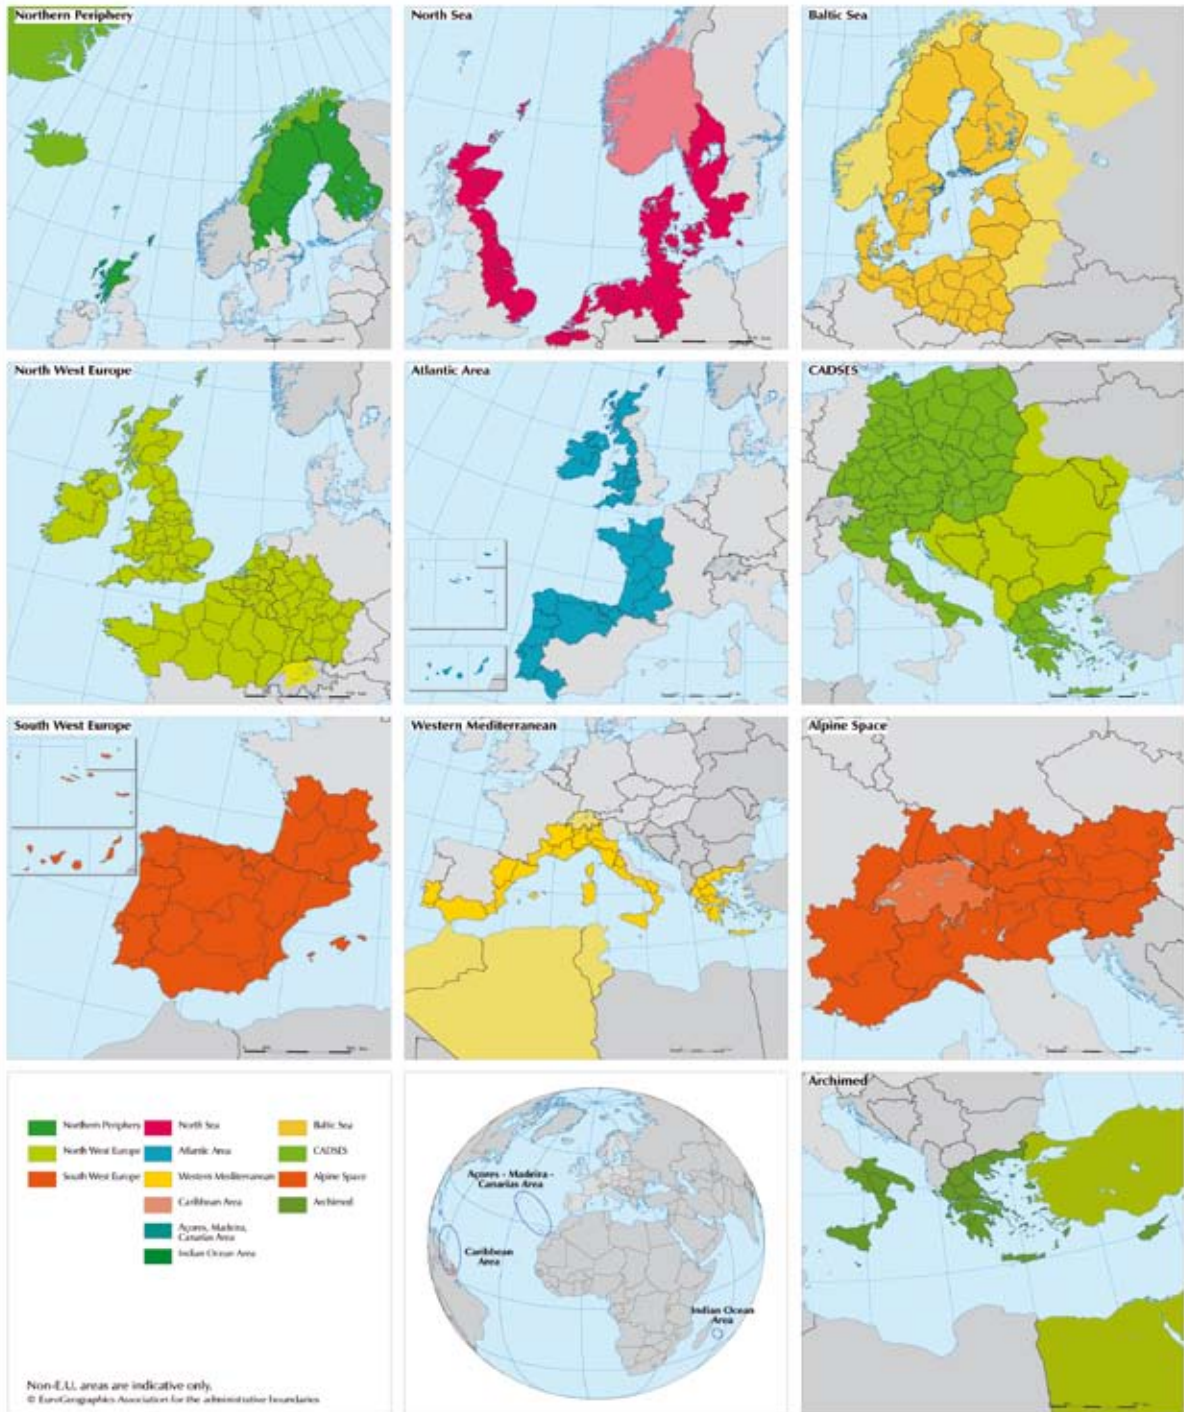 Northern Periphery
North Sea
Baltic Sea
North West Europe
Atlantic Area
CADSES
South West Europe
Western Mediterranean
Alpine Space
Northern Periphery
North Sea
Baltic Sea
North West Europe
Atlantic Area
CADSES
South West Europe
Western Mediterranean
Alpine Space
Caribbean Area
Archimed
Açores, Madeira,
Canarias Area
Indian Ocean Area
Non-E.U. areas are indicative only.
© EuroGeographics Association for the administrative boundaries
Açores - Madeira -
Canarias Area
Caribbean
Area
Indian Ocean
Area
Archimed